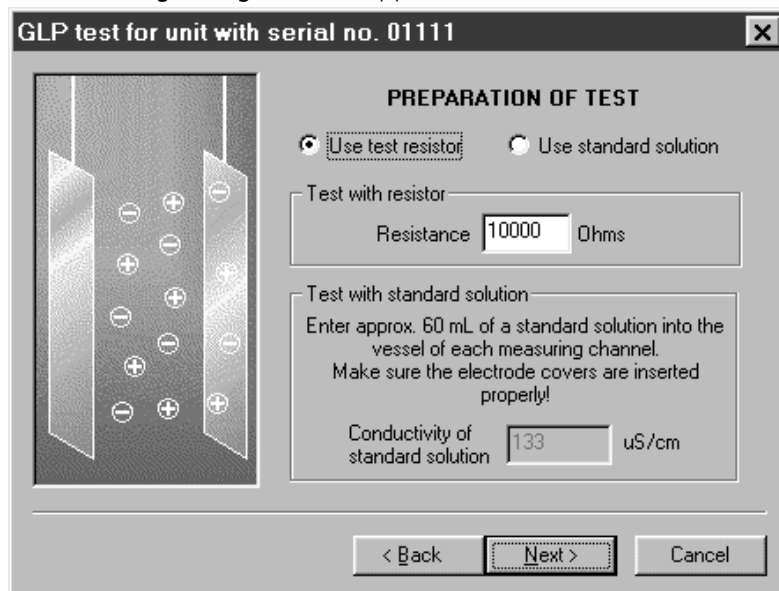 GLP test for unit with serial no. 01111
PREPARATION OF TEST
Use test resistor Use standard solution
Test with resistor
Resistance 10000 Ohms
Test with standard solution
Enter approx. 60 mL of a standard solution into the
vessel of each measuring channel.
Make sure the electrode covers are inserted
properly!
Conductivity of
standard solution 133 uS/cm
< Back Next > Cancel